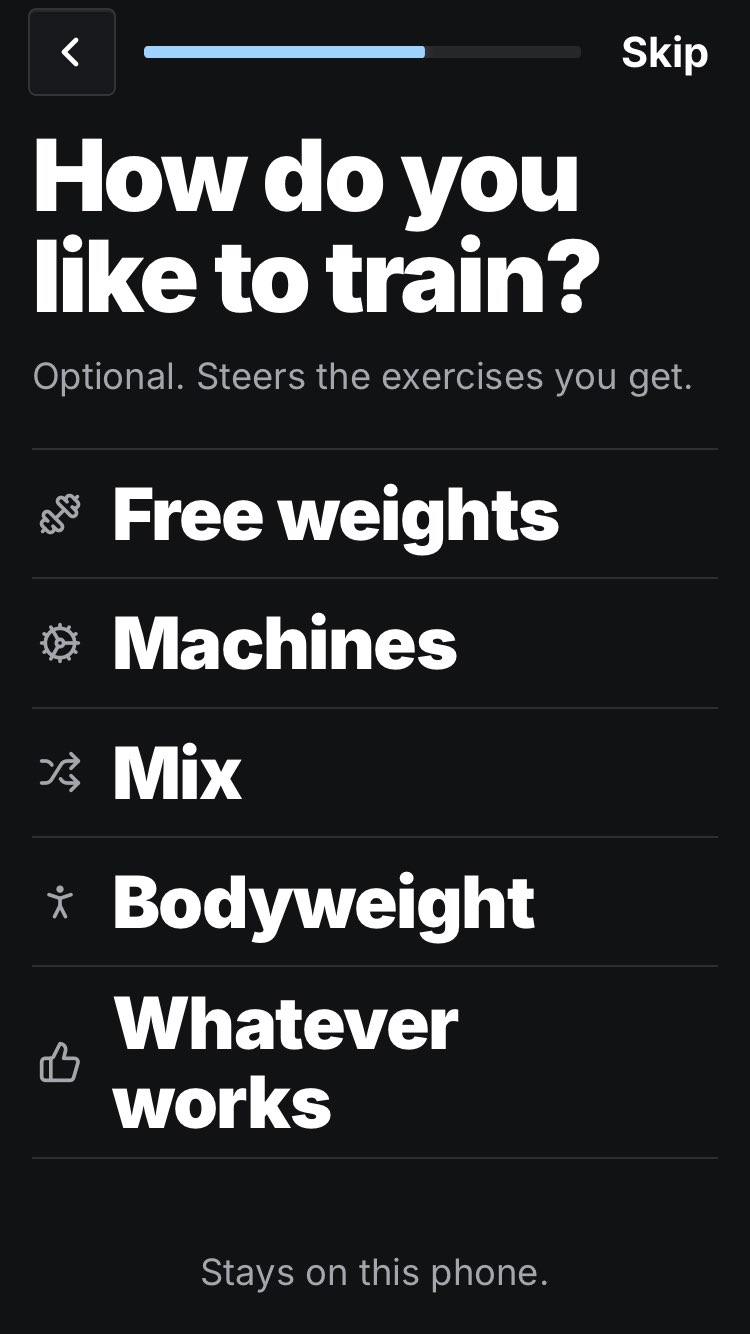 Skip
How do you
like to train?
Optional. Steers the exercises you get.
Free weights
Machines
Mix
Bodyweight
Whatever
works
Stays on this phone.